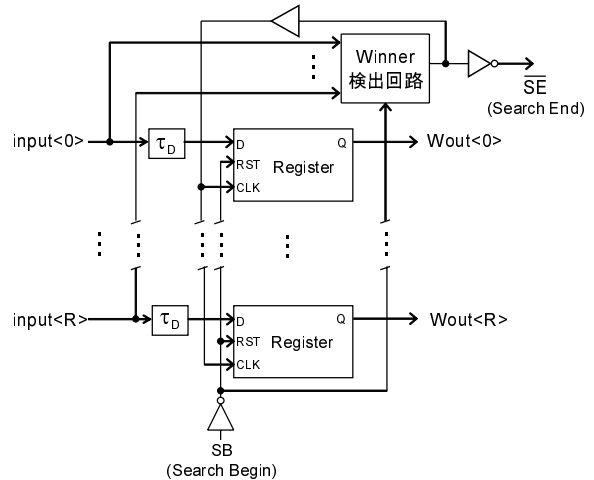 Winner
検出回路
SE
(Search End)
input<0>
τD
D
RST
CLK
Q
Register
Wout<0>
input<R>
τD
D
RST
CLK
Q
Register
Wout<R>
SB
(Search Begin)